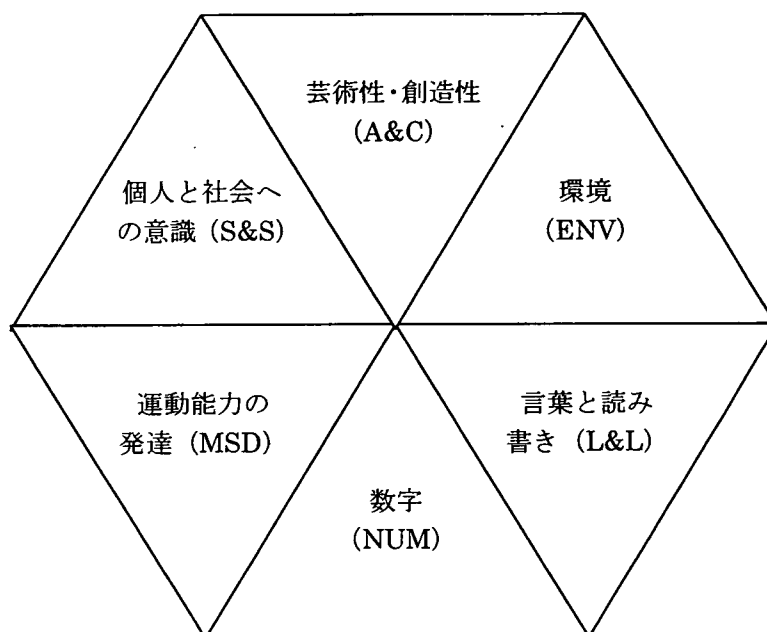 芸術性・創造性
(A&C)
個人と社会へ
の意識 (S&S)
環境
(ENV)
運動能力の
発達 (MSD)
言葉と読み
書き (L&L)
数字
(NUM)